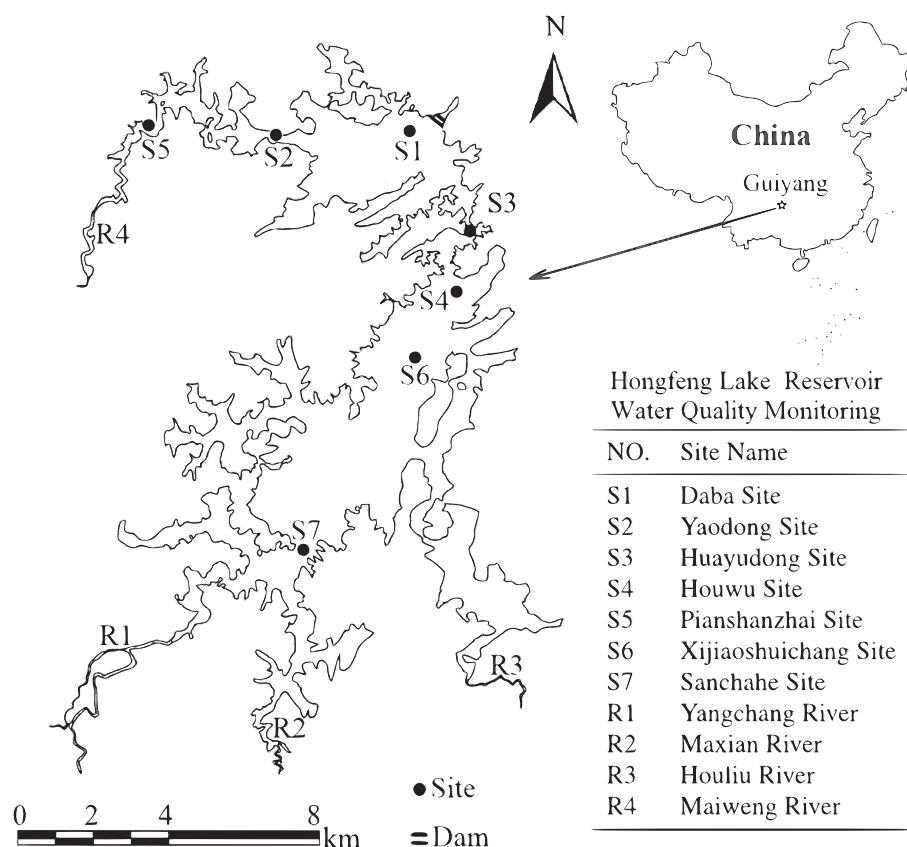 N
China
Guiyang
S5
S2
S1
S3
R4
S4
S6
S7
R1
R3
R2
Hongfeng Lake Reservoir
Water Quality Monitoring
NO. Site Name
S1 Daba Site
S2 Yaodong Site
S3 Huayudong Site
S4 Houwu Site
S5 Pianshanzhai Site
S6 Xijiaoshuichang Site
S7 Sanchahe Site
R1 Yangchang River
R2 Maxian River
R3 Houliu River
R4 Maiweng River
Site
Dam
0 2 4 8
km